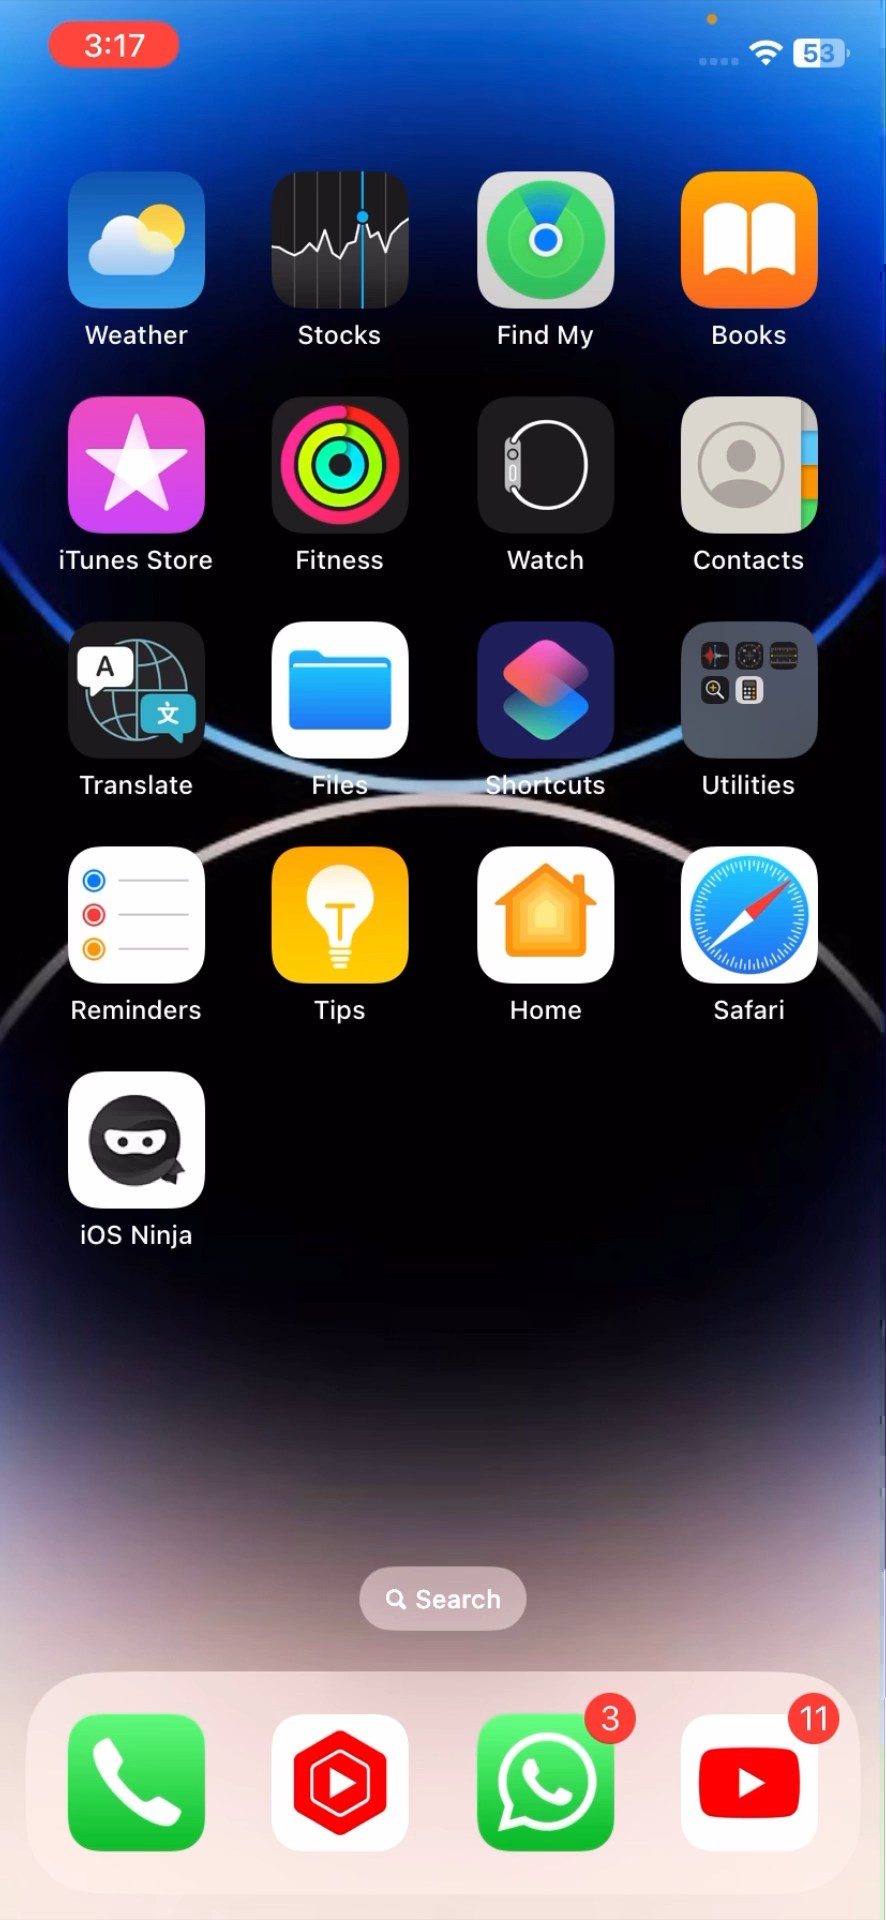 3:17
53
Weather Stocks Find My Books
iTunes Store Fitness Watch Contacts
A
文
Translate Files Shortcuts Utilities
Reminders Tips Home Safari
iOS Ninja
Search
3 11